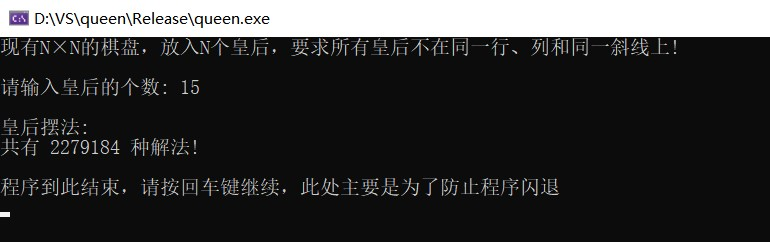 D:\VS\queen\Release\queen.exe
现有N×N的棋盘，放入N个皇后，要求所有皇后不在同一行、列和同一斜线上!
请输入皇后的个数: 15
皇后摆法:
共有 2279184 种解法!
程序到此结束，请按回车键继续，此处主要是为了防止程序闪退